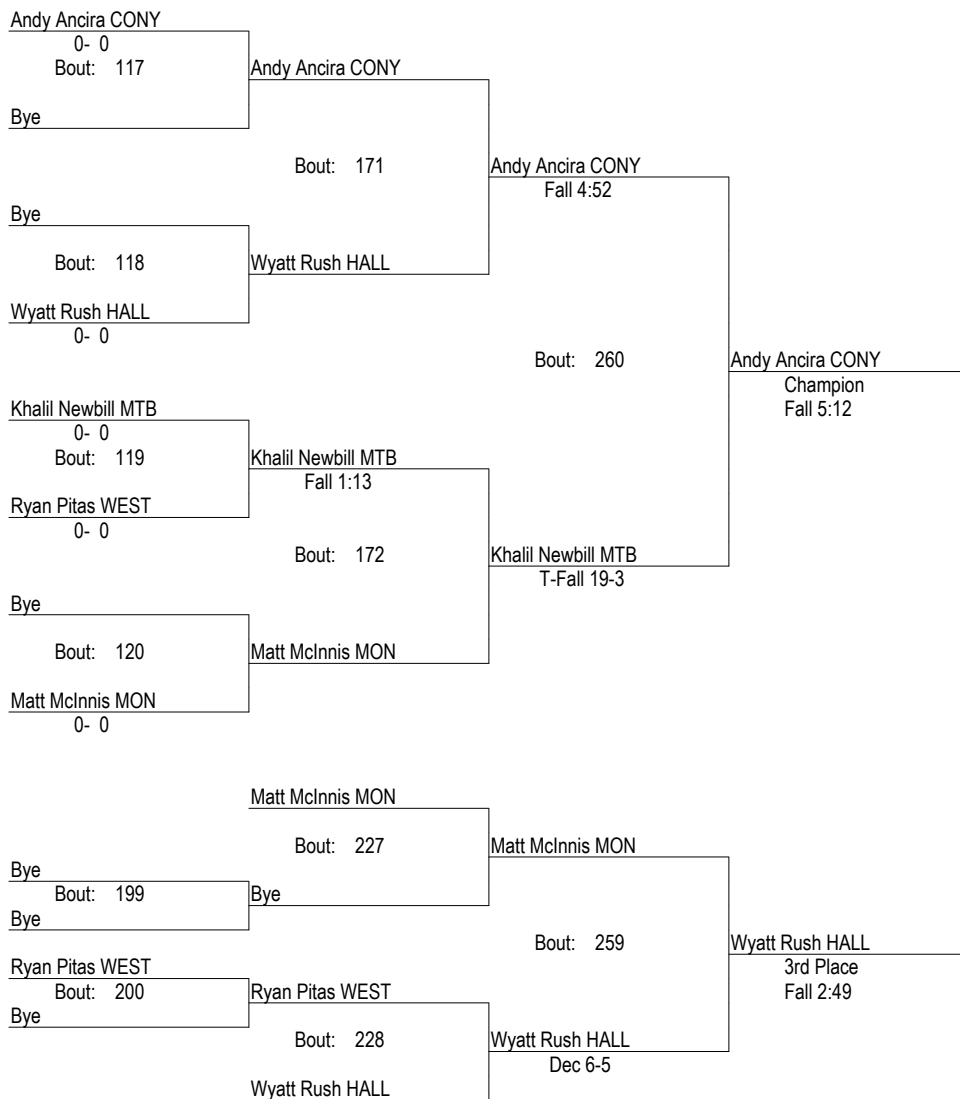 Andy Ancira CONY
0- 0
Bout: 117
Andy Ancira CONY
Bye
Bout: 171
Andy Ancira CONY
Fall 4:52
Bye
Bout: 118
Wyatt Rush HALL
Wyatt Rush HALL
0- 0
Bout: 260
Andy Ancira CONY
Champion
Fall 5:12
Khalil Newbill MTB
0- 0
Bout: 119
Khalil Newbill MTB
Fall 1:13
Ryan Pitas WEST
0- 0
Bout: 172
Khalil Newbill MTB
T-Fall 19-3
Bye
Bout: 120
Matt McInnis MON
Matt McInnis MON
0- 0
Matt McInnis MON
Bout: 227
Matt McInnis MON
Bye
Bout: 199
Bye
Bye
Bout: 259
Wyatt Rush HALL
3rd Place
Fall 2:49
Ryan Pitas WEST
Bout: 200
Ryan Pitas WEST
Bye
Bout: 228
Wyatt Rush HALL
Dec 6-5
Wyatt Rush HALL